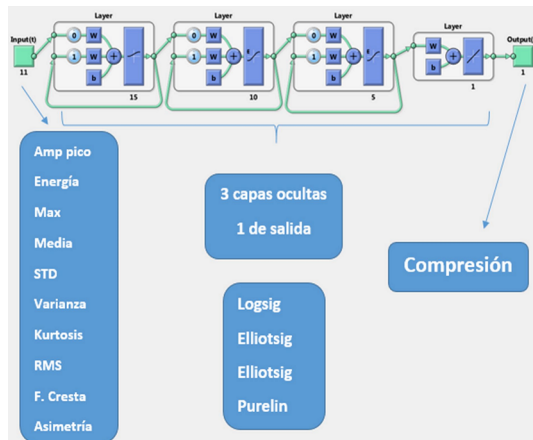 Layer
Layer
Layer
Layer
Input(t)
Output(
0 W
1 W
b
0 W
1 W
b
0 W
1 W
b
W
b
11
15
10
5
1
1
Amp pico
Energía
Max
Media
STD
Varianza
Kurtosis
RMS
F. Cresta
Asimetría
3 capas ocultas
1 de salida
Logsig
Elliotsig
Elliotsig
Purelin
Compresión